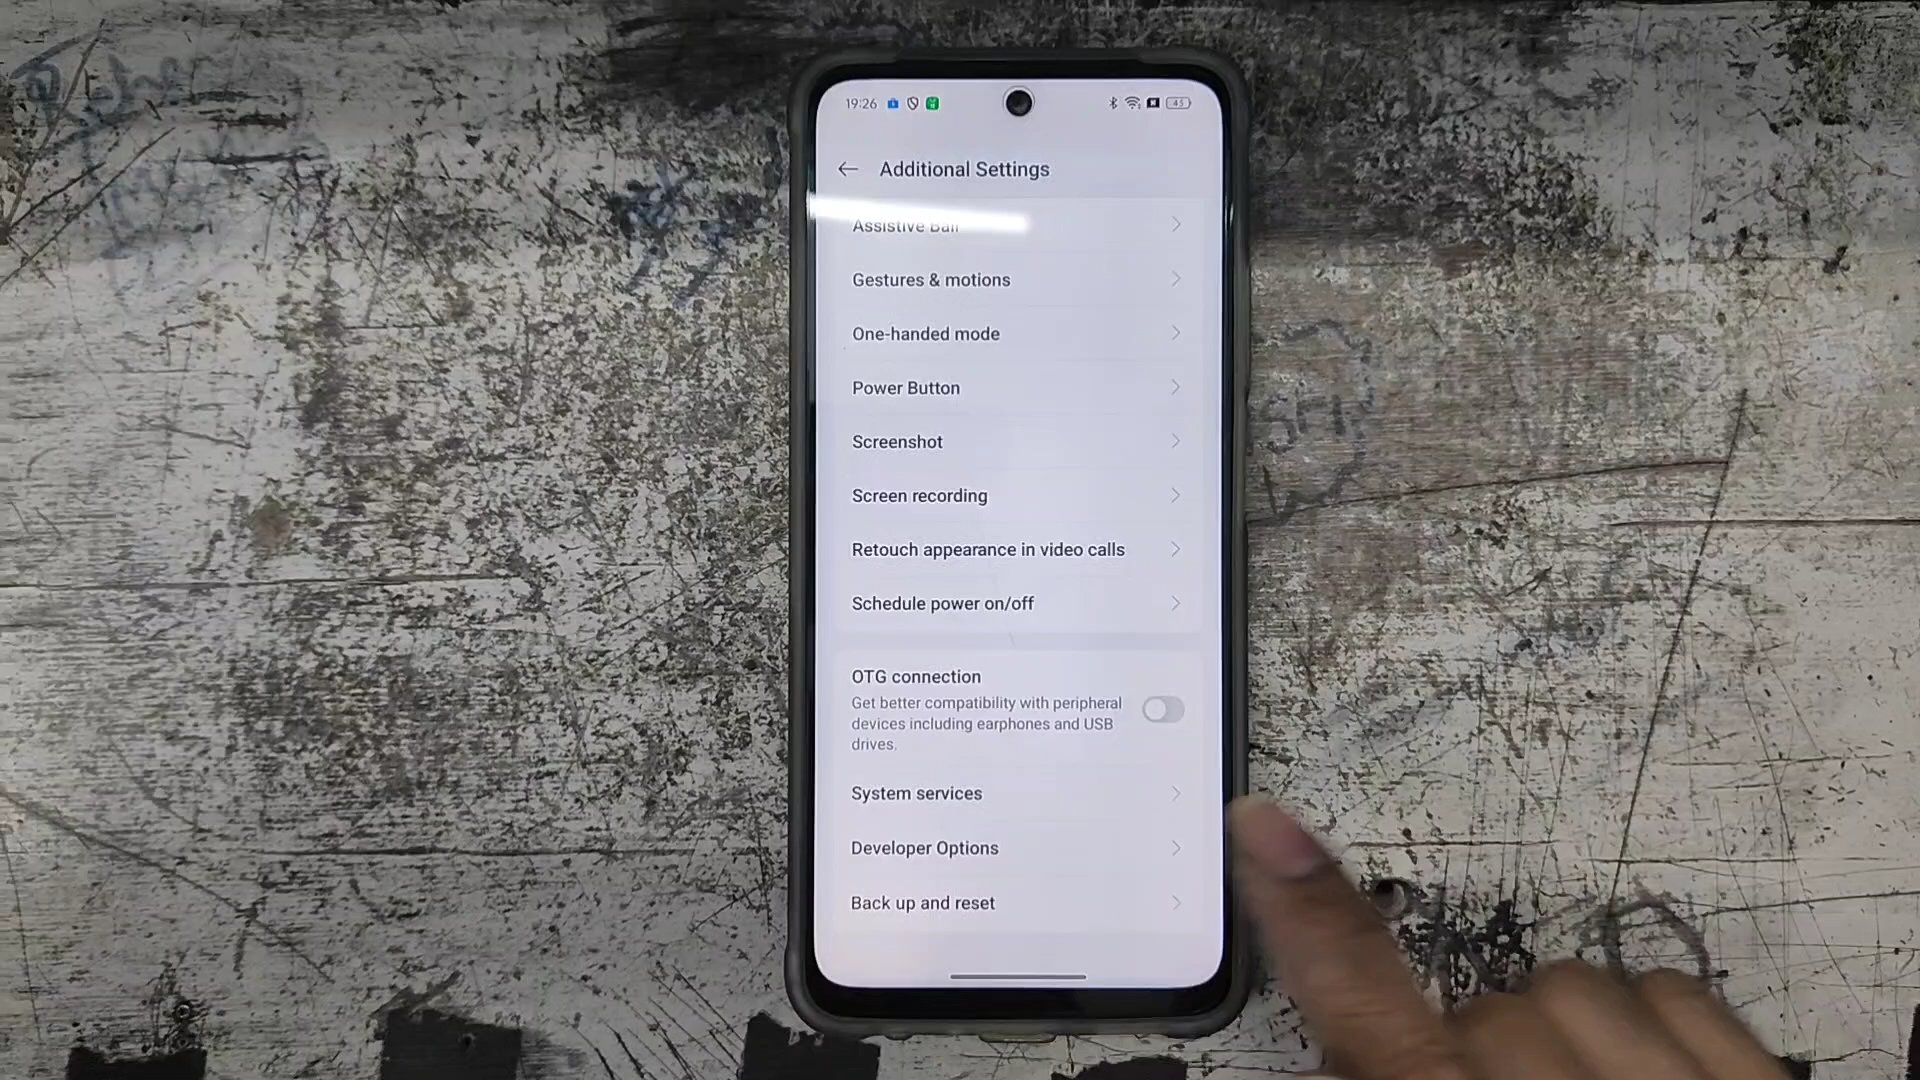 19:26
45
Additional Settings
Assistive Ball
Gestures & motions
One-handed mode
Power Button
Screenshot
Screen recording
Retouch appearance in video calls
Schedule power on/off
OTG connection
Get better compatibility with peripheral
devices including earphones and USB
drives.
System services
Developer Options
Back up and reset